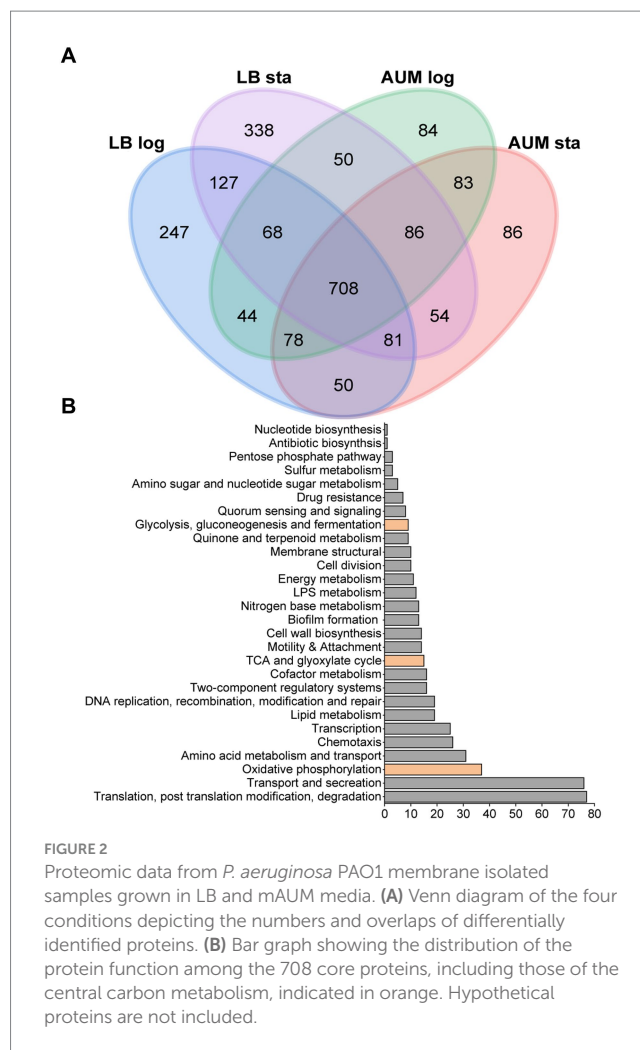 A
LB sta
AUM log
LB log
AUM sta
338
84
50
127
83
247
68
86
86
708
44
54
78
81
50
B
Nucleotide biosynthesis
Antibiotic biosynthsis
Pentose phosphate pathway
Sulfur metabolism
Amino sugar and nucleotide sugar metabolism
Drug resistance
Quorum sensing and signaling
Glycolysis, gluconeogenesis and fermentation
Quinone and terpenoid metabolism
Membrane structural
Cell division
Energy metabolism
LPS metabolism
Nitrogen base metabolism
Biofilm formation
Cell wall biosynthesis
Motility & Attachment
TCA and glyoxylate cycle
Cofactor metabolism
Two-component regulatory systems
DNA replication, recombination, modification and repair
Lipid metabolism
Transcription
Chemotaxis
Amino acid metabolism and transport
Oxidative phosphorylation
Transport and secretion
Translation, post translation modification, degradation
0 10 20 30 40 50 60 70 80
FIGURE 2
Proteomic data from P. aeruginosa PAO1 membrane isolated
samples grown in LB and mAUM media. (A) Venn diagram of the four
conditions depicting the numbers and overlaps of differentially
identified proteins. (B) Bar graph showing the distribution of the
protein function among the 708 core proteins, including those of the
central carbon metabolism, indicated in orange. Hypothetical
proteins are not included.